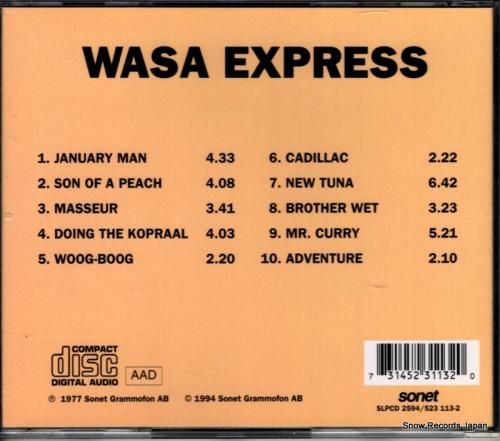 WASA EXPRESS
1. JANUARY MAN 4.33
2. SON OF A PEACH 4.08
3. MASSEUR 3.41
4. DOING THE KOPRAAL 4.03
5. WOOG-BOOG 2.20
6. CADILLAC 2.22
7. NEW TUNA 6.42
8. BROTHER WET 3.23
9. MR. CURRY 5.21
10. ADVENTURE 2.10
COMPACT
disc
DIGITAL AUDIO
AAD
℗ 1977 Sonet Grammofon AB © 1994 Sonet Grammofon AB
7 31452 31132 0
sonet
SLPCD 2594/523 113-2
Snow Records Japan
www.snowrecords.jp